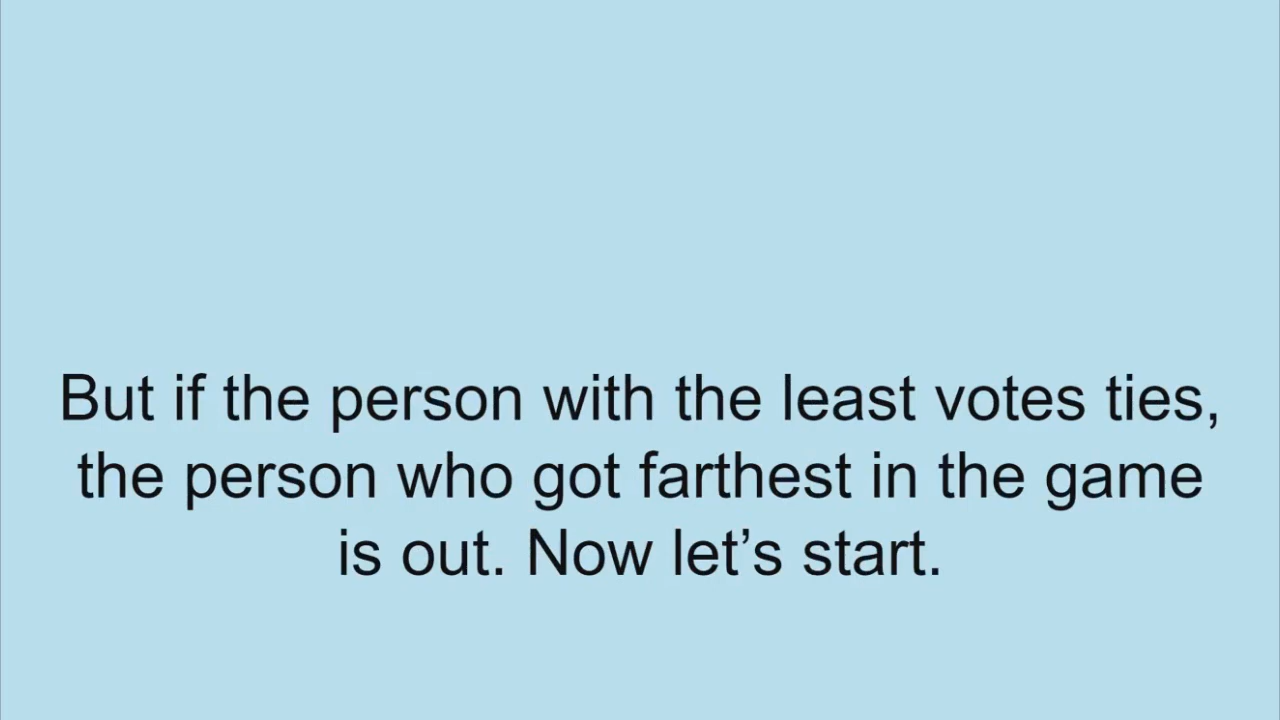 But if the person with the least votes ties,
the person who got farthest in the game
is out. Now let’s start.